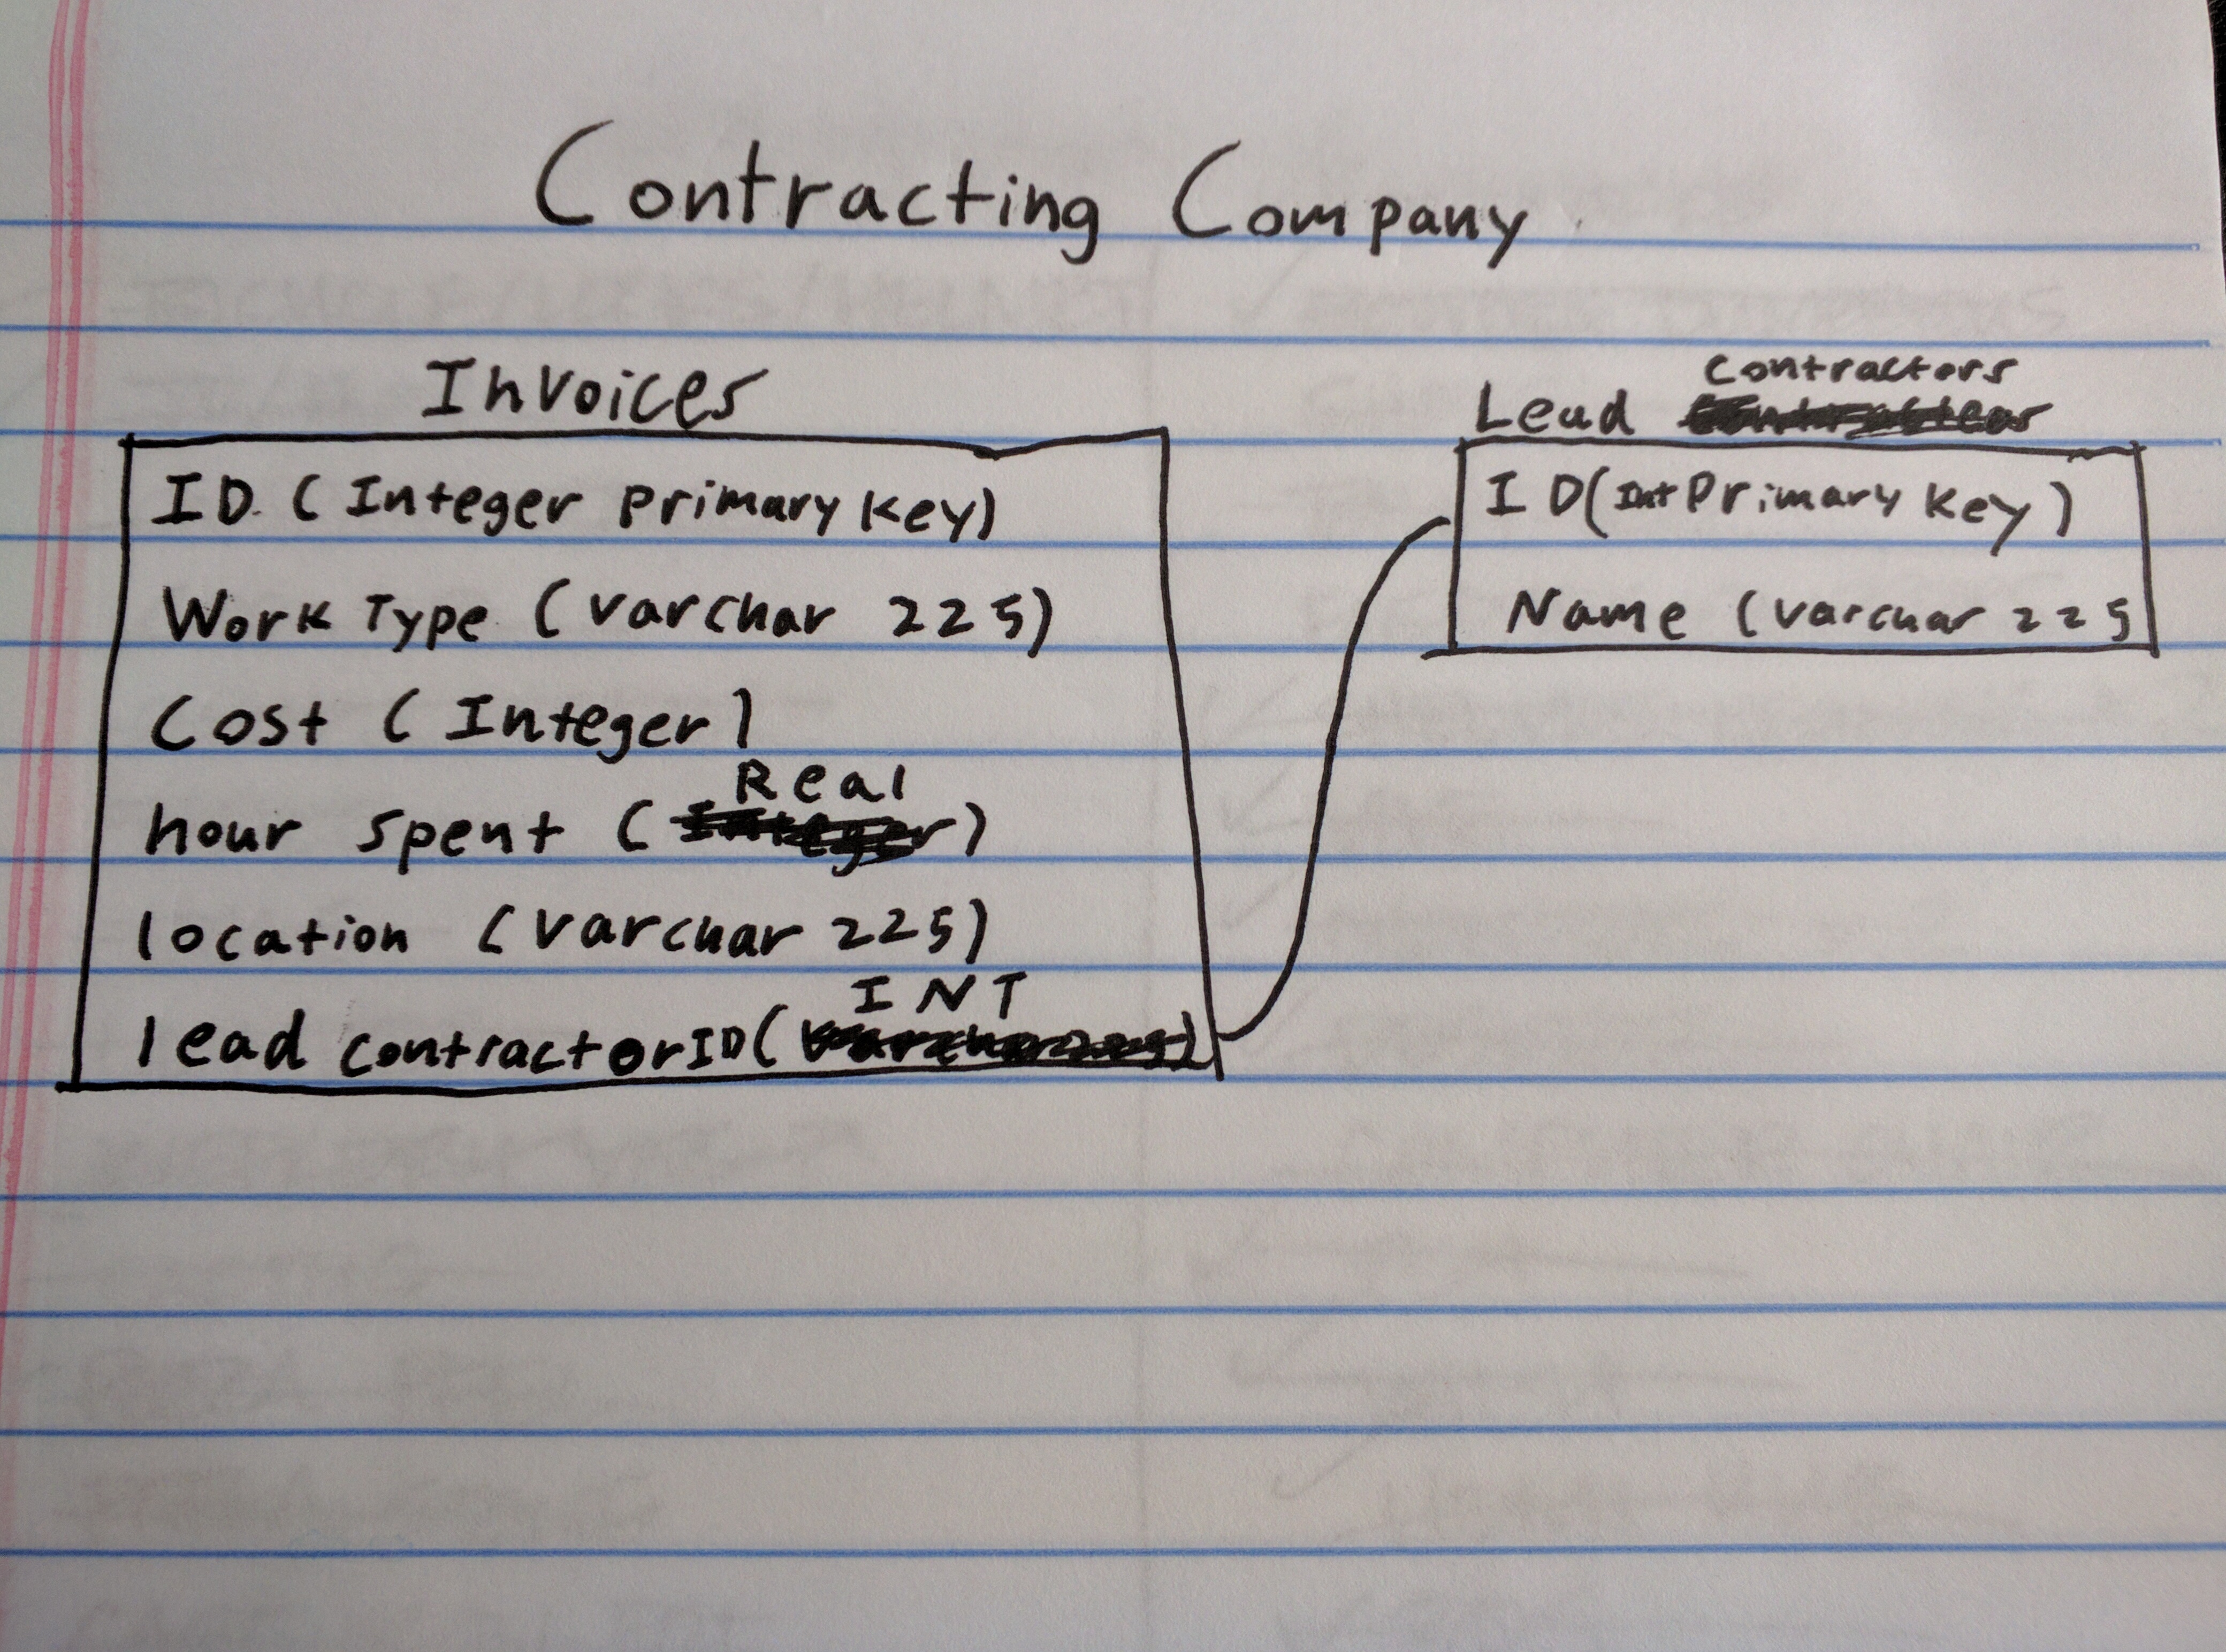 Contracting Company
Invoices
ID (Integer Primary Key)
Work Type (Varchar 225)
Cost (Integer)
Real
hour spent ( )
location (varchar 225)
INT
lead contractorID( )
Contractors
Lead
ID(Int Primary Key)
Name (varchar 225